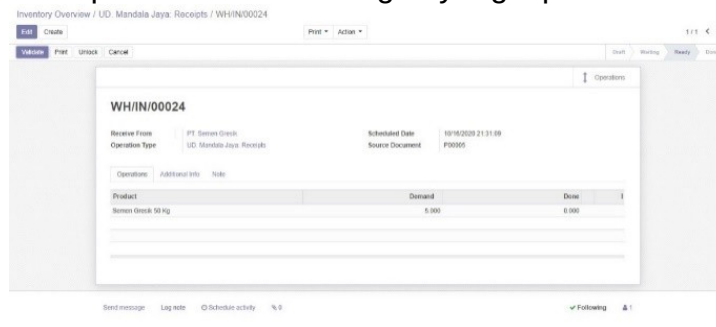 Inventory Overview / UD. Mandala Jaya: Receipts / WH/IN/00024
Edit Create Print Action 1 / 1
Validate Print Unlock Cancel Draft Waiting Ready
Operations
WH/IN/00024
Receive From PT. Semen Gresik Scheduled Date 10/16/2020 21:31:09
Operation Type UD. Mandala Jaya: Receipts Source Document P00005
Operations Additional Info Note
Product Demand Done
Semen Gresik 50 Kg 5.000 0.000
Send message Log note Schedule activity 0 Following 1